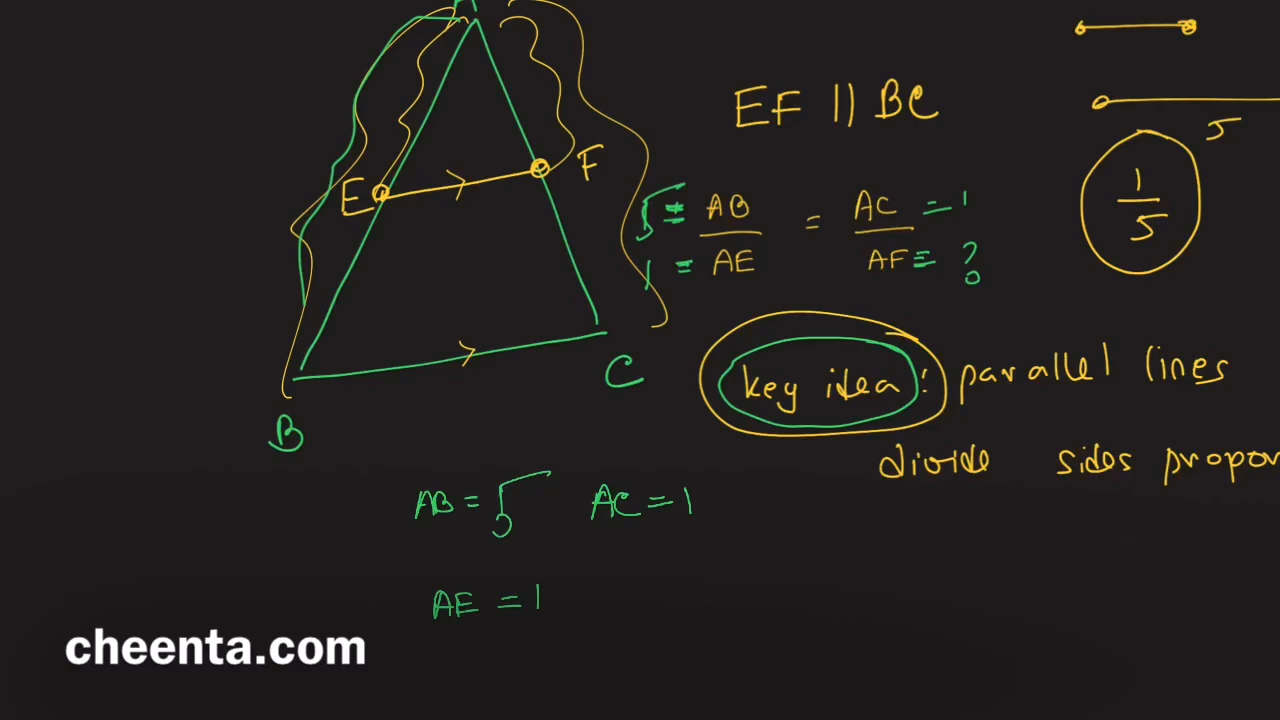 EF || BC
5
1
5
E
F
5 = AB = AC = 1
1 = AE AF = ?
C
key idea : parallel lines
B
divide sides propor
AB = 5 AC = 1
AE = 1
cheenta.com